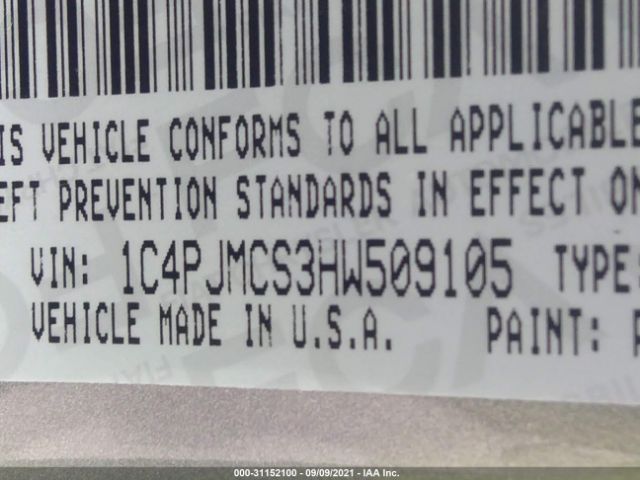 IS VEHICLE CONFORMS TO ALL APPLICABLE
EFT PREVENTION STANDARDS IN EFFECT ON
VIN: 1C4PJMCS3HW509105 TYPE:
VEHICLE MADE IN U.S.A. PAINT:
000-31152100 - 09/09/2021 - IAA Inc.